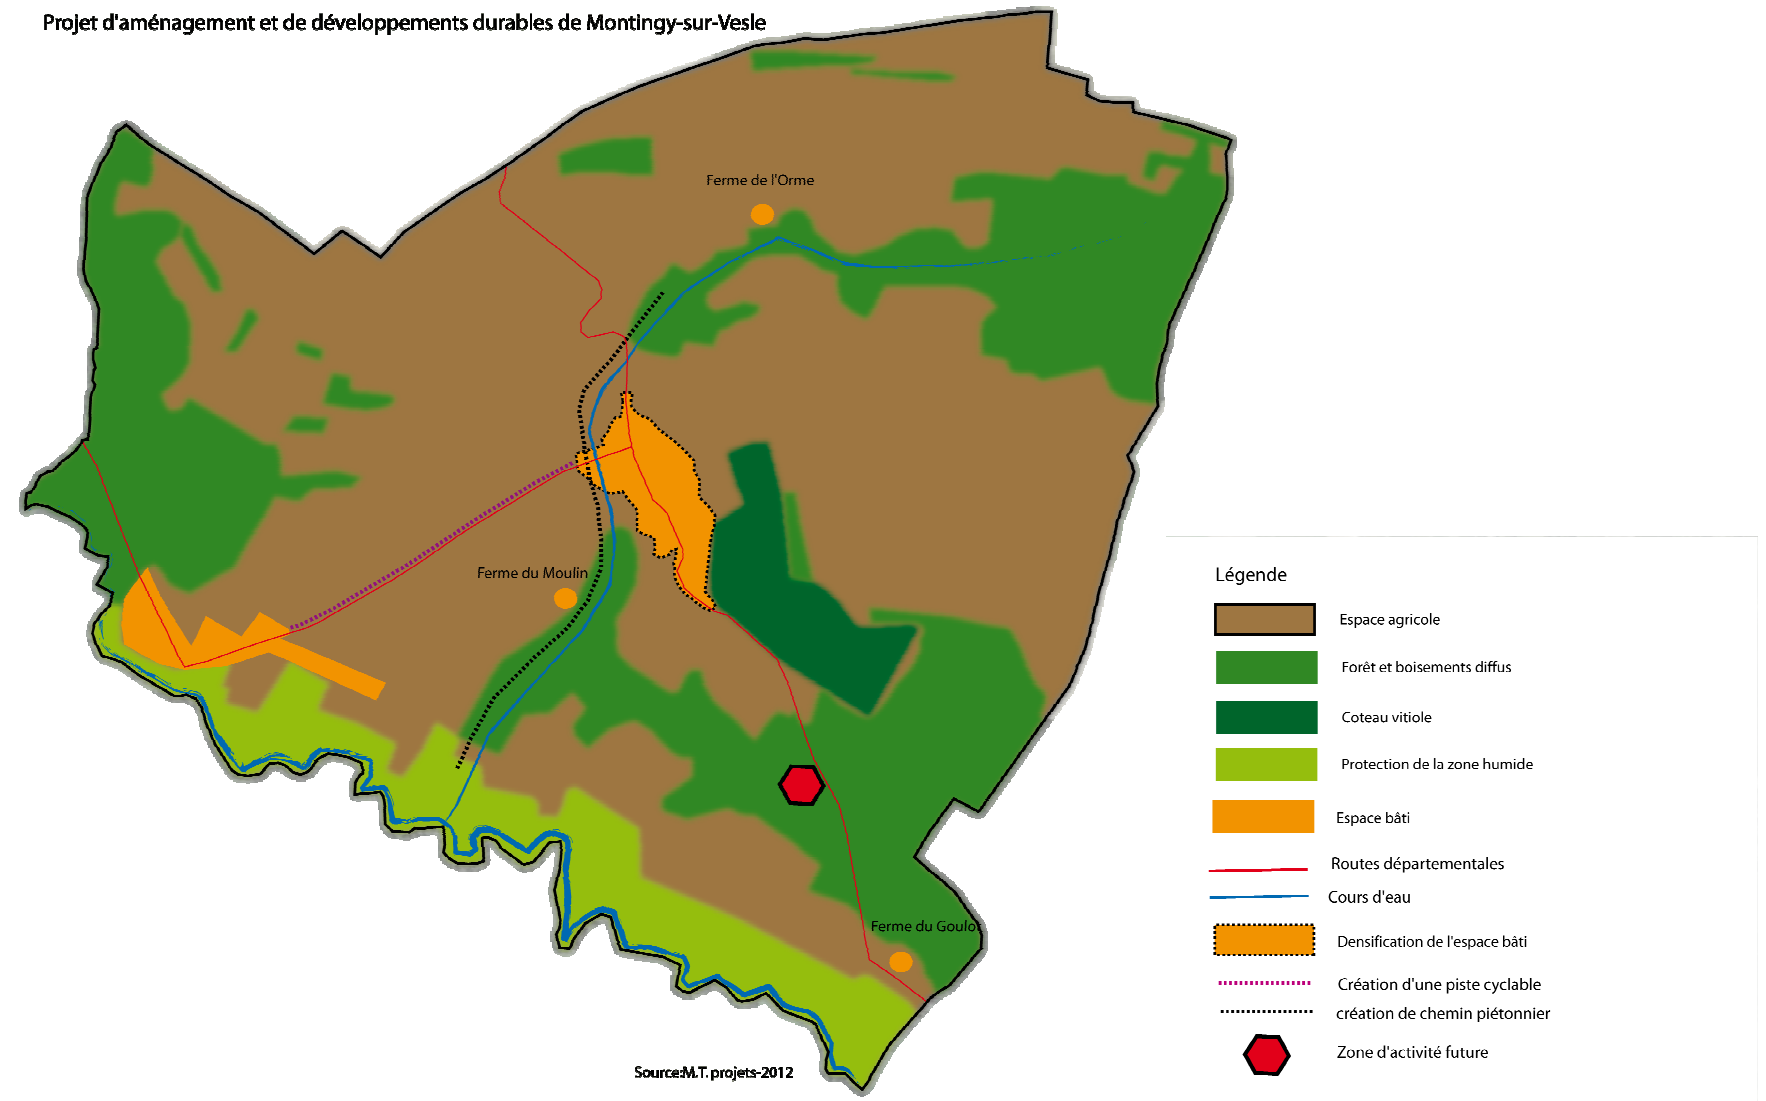 Projet d'aménagement et de développements durables de Montingy-sur-Vesle
Ferme de l'Orme
Ferme du Moulin
Ferme du Goulot
Légende
Espace agricole
Forêt et boisements diffus
Coteau vitiole
Protection de la zone humide
Espace bâti
Routes départementales
Cours d'eau
Densification de l'espace bâti
Création d'une piste cyclable
création de chemin piétonnier
Zone d'activité future
Source:M.T. projets-2012